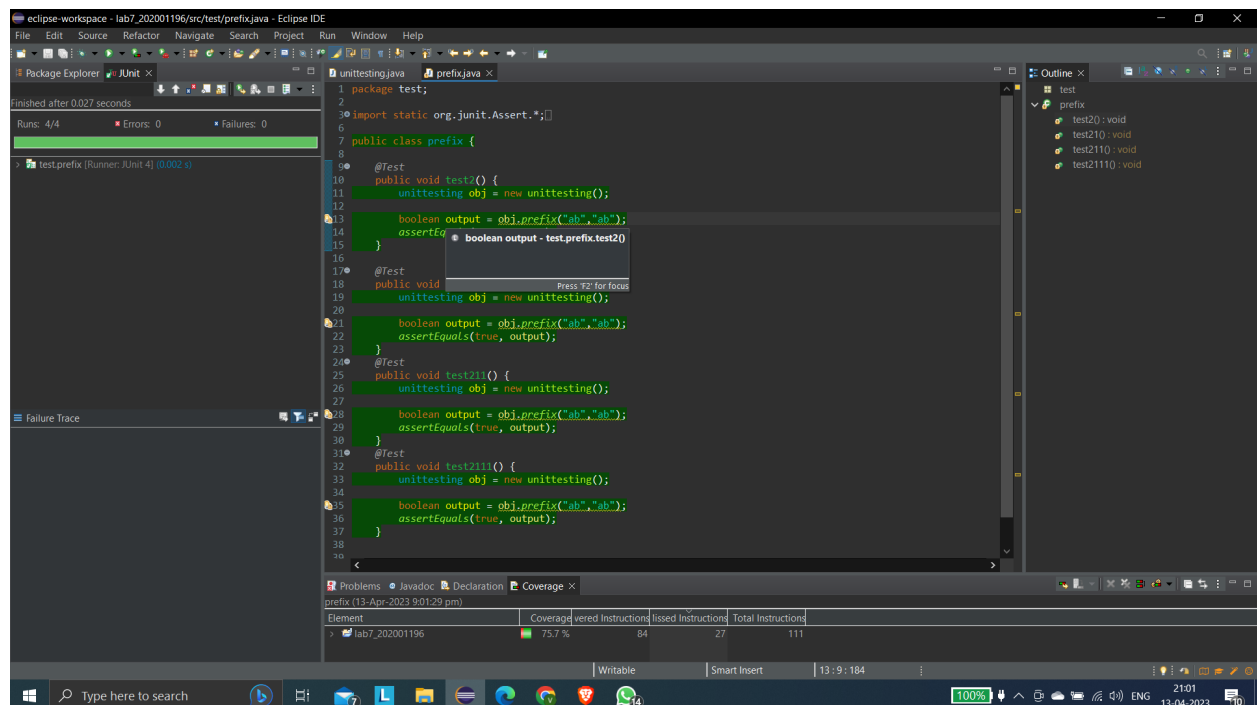 eclipse-workspace - lab7_202001196/src/test/prefix.java - Eclipse IDE
File Edit Source Refactor Navigate Search Project Run Window Help
Package Explorer JUnit
Finished after 0.027 seconds
Runs: 4/4 Errors: 0 Failures: 0
test.prefix [Runner: JUnit 4] (0.002 s)
Failure Trace
unittesting.java prefix.java
1 package test;
2
3 import static org.junit.Assert.*;
6
7 public class prefix {
8
9 @Test
10 public void test2() {
11 unittesting obj = new unittesting();
12
13 boolean output = obj.prefix("ab","ab");
14 assertEq
boolean output - test.prefix.test2()
15 }
16
17 @Test
18 public void
Press 'F2' for focus
19 unittesting obj = new unittesting();
20
21 boolean output = obj.prefix("ab","ab");
22 assertEquals(true, output);
23 }
24 @Test
25 public void test211() {
26 unittesting obj = new unittesting();
27
28 boolean output = obj.prefix("ab","ab");
29 assertEquals(true, output);
30 }
31 @Test
32 public void test2111() {
33 unittesting obj = new unittesting();
34
35 boolean output = obj.prefix("ab","ab");
36 assertEquals(true, output);
37 }
38
39
Outline
test
prefix
test2() : void
test21() : void
test211() : void
test2111() : void
Problems Javadoc Declaration Coverage
prefix (13-Apr-2023 9:01:29 pm)
Element Coverage vered Instructions lissed Instructions Total Instructions
lab7_202001196 75.7 % 84 27 111
Writable Smart Insert 13 : 9 : 184
Type here to search
7 L 14 100% ENG 21:01
13-04-2023 10